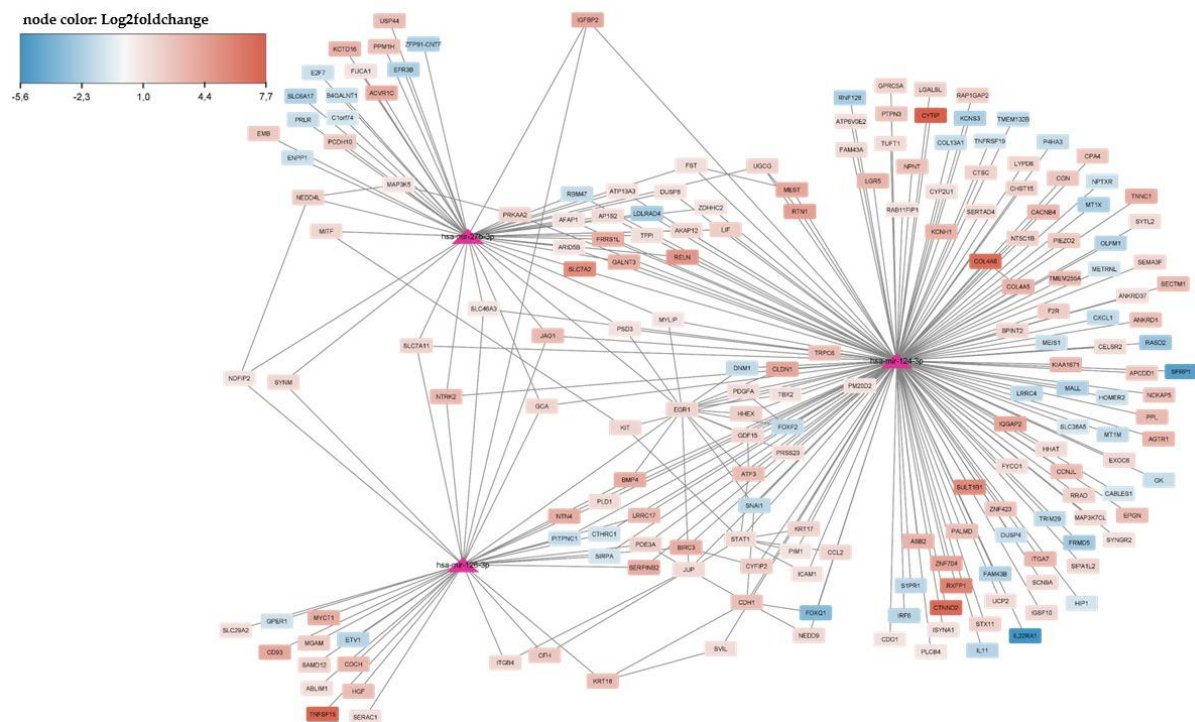 node color: Log2foldchange
-5,6 -2,3 1,0 4,4 7,7
USP44
KCTD16
PPM1H
ZFP91-CNTF
E2F7
FUCA1
EFR3B
SLC6A17
B4GALNT1
ACVR1C
PRLR
C1orf74
EMB
PCDH10
ENPP1
NEDD4L
MAP3K5
MITF
hsa-mir-27b-3p
IGFBP2
FST
UGCG
RBM47
ATP13A3
DUSP6
MEST
PRKAA2
AFAP1
AP1S2
LDLRAD4
ZDHHC2
RTN1
AKAP12
LIF
ARID5B
FRRS1L
TFPI
SLC7A2
GALNT3
RELN
SLC46A3
MYLIP
PSD3
JAG1
SLC7A11
TRPC6
NDFIP2
SYNM
NTRK2
GCA
KIT
DNM1
CLDN1
PM20D2
PDGFA
TBX2
EGR1
HHEX
FOXF2
GDF15
PRSS23
ATF3
BMP4
PLD1
SNAI1
NTN4
LRRC17
PITPNC1
CTHRC1
STAT1
KRT17
PDE3A
BIRC3
PIM1
CCL2
SIRPA
SERPINB2
JUP
CYFIP2
ICAM1
hsa-mir-126-3p
CDH1
FOXQ1
NEDD9
SVIL
ITGB4
CFH
KRT18
GPER1
MYCT1
SLC29A2
MGAM
ETV1
CD93
SAMD12
COCH
ABLIM1
HGF
TNFSF15
SERAC1
hsa-mir-124-3p
GPRC5A
LGALSL
RNF128
RAP1GAP2
PTPN3
CYTIP
KCNS3
TMEM132B
ATP6V0E2
TNFRSF19
FAM43A
TUFT1
COL13A1
P4HA3
LYPD6
CPA4
CTSC
CGN
LGR5
NPNT
CYP2U1
CHST15
NPTXR
MT1X
TNNC1
RAB11FIP1
SERTAD4
CACNB4
SYTL2
KCNH1
NTSC1B
PIEZO2
OLFM1
COL4A6
METRNL
SEMA3F
COL4A5
TMEM255A
ANKRD37
SECTM1
F2R
CXCL1
ANKRD1
SPINT2
MEIS1
CELSR2
RASD2
KIAA1671
APCDD1
SFRP1
LRRC4
MALL
HOMER2
NCKAP5
SLC38A5
MT1M
PPL
AGTR1
IQGAP2
HHAT
EXOC6
FYCO1
CCNJL
GK
CABLES1
SULT1B1
RRAD
ZNF423
TRIM29
MAP3K7CL
EPGN
ASB2
PALMD
DUSP4
FRMD5
SYNGR2
ZNF704
ITGA7
SIPA1L2
S1PR1
RXFP1
FAM43B
SCN9A
CTNND2
UCP2
HIP1
IRF6
IGSF10
ISYNA1
STX11
IL22RA1
CDO1
PLCB4
IL11